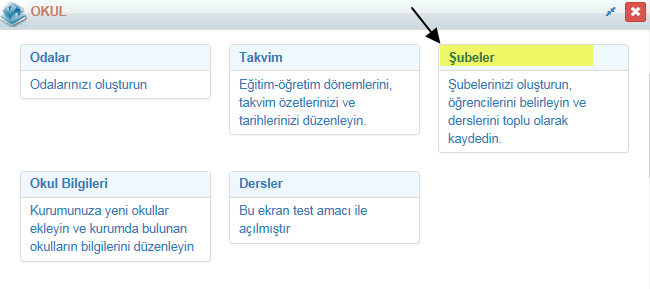 OKUL
Odalar
Odalarınızı oluşturun
Takvim
Eğitim-öğretim dönemlerini,
takvim özetlerinizi ve
tarihlerinizi düzenleyin.
Şubeler
Şubelerinizi oluşturun,
öğrencilerini belirleyin ve
derslerini toplu olarak
kaydedin.
Okul Bilgileri
Kurumunuza yeni okullar
ekleyin ve kurumda bulunan
okulların bilgilerini düzenleyin
Dersler
Bu ekran test amacı ile
açılmıştır